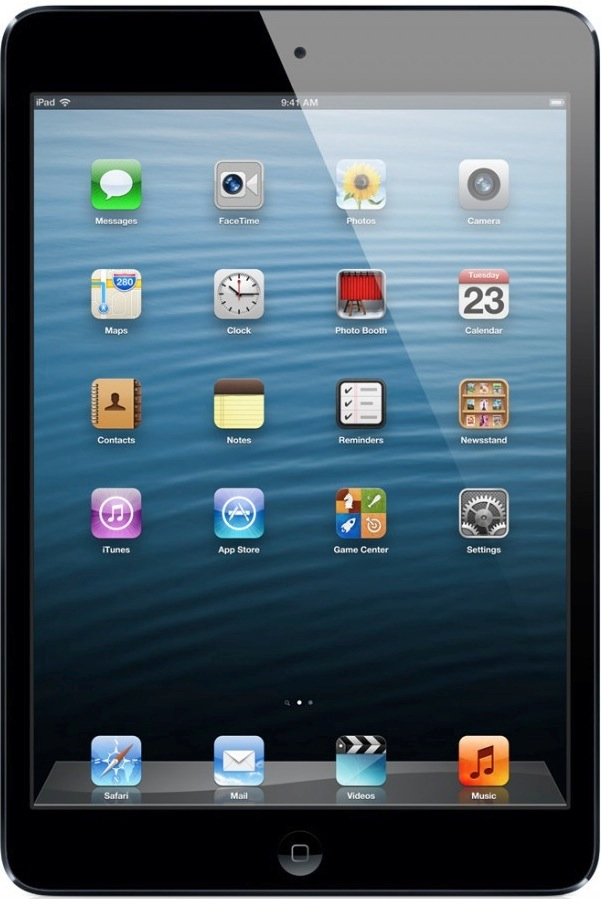 iPad 9:41 AM
Messages FaceTime Photos Camera
280 Tuesday 23
Maps Clock Photo Booth Calendar
Contacts Notes Reminders Newsstand
iTunes App Store Game Center Settings
Safari Mail Videos Music